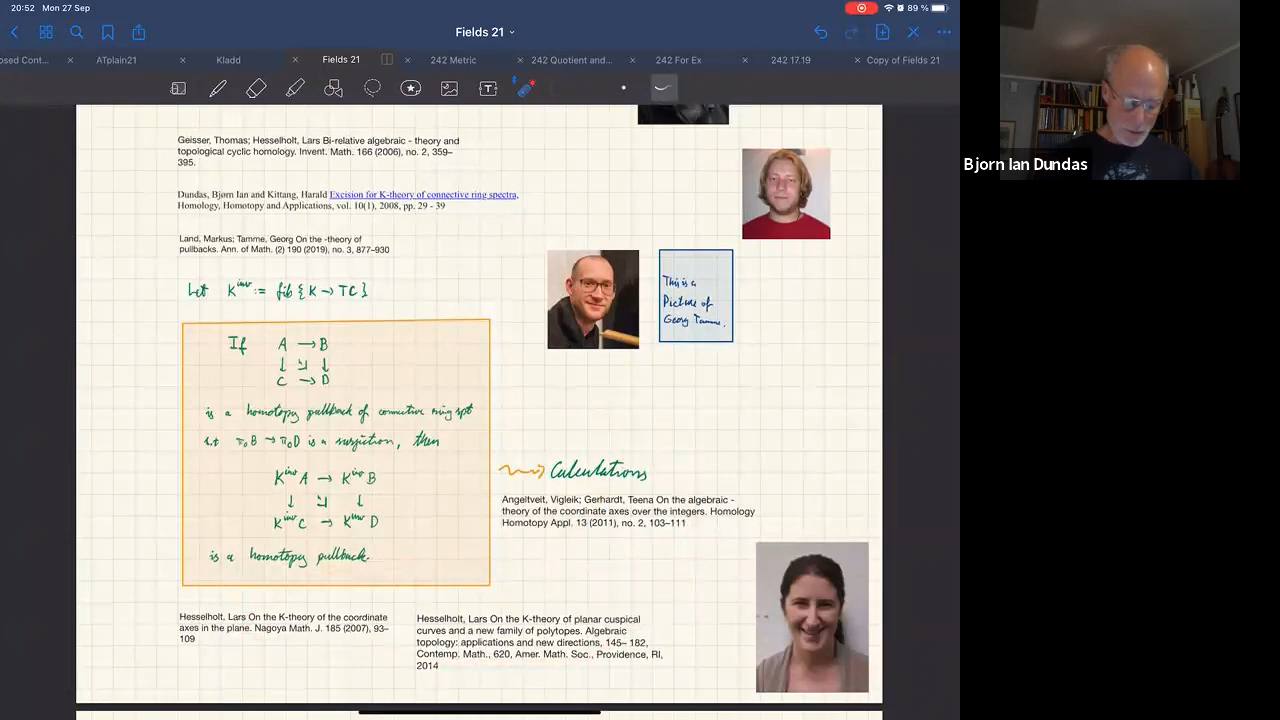 20:52 Mon 27 Sep
89 %
Fields 21
osed Cont...
ATplain21
Kladd
Fields 21
242 Metric
242 Quotient and...
242 For Ex
242 17.19
Copy of Fields 21
Geisser, Thomas; Hesselholt, Lars Bi-relative algebraic - theory and
topological cyclic homology. Invent. Math. 166 (2006), no. 2, 359–
395.
Dundas, Bjørn Ian and Kittang, Harald Excision for K-theory of connective ring spectra,
Homology, Homotopy and Applications, vol. 10(1), 2008, pp. 29 - 39
Land, Markus; Tamme, Georg On the -theory of
pullbacks. Ann. of Math. (2) 190 (2019), no. 3, 877–930
Let K^inv := fib { K → TC }
This is a
Picture of
Georg Tamme.
If A → B
↓ ↘ ↓
C → D
is a homotopy pullback of connective ring spt
s.t π₀B → π₀D is a surjection, then
K^inv A → K^inv B
↓ ↘ ↓
K^inv C → K^inv D
is a homotopy pullback.
⇝ Calculations
Angeltveit, Vigleik; Gerhardt, Teena On the algebraic -
theory of the coordinate axes over the integers. Homology
Homotopy Appl. 13 (2011), no. 2, 103–111
Hesselholt, Lars On the K-theory of the coordinate
axes in the plane. Nagoya Math. J. 185 (2007), 93–
109
Hesselholt, Lars On the K-theory of planar cuspical
curves and a new family of polytopes. Algebraic
topology: applications and new directions, 145– 182,
Contemp. Math., 620, Amer. Math. Soc., Providence, RI,
2014
Bjorn Ian Dundas